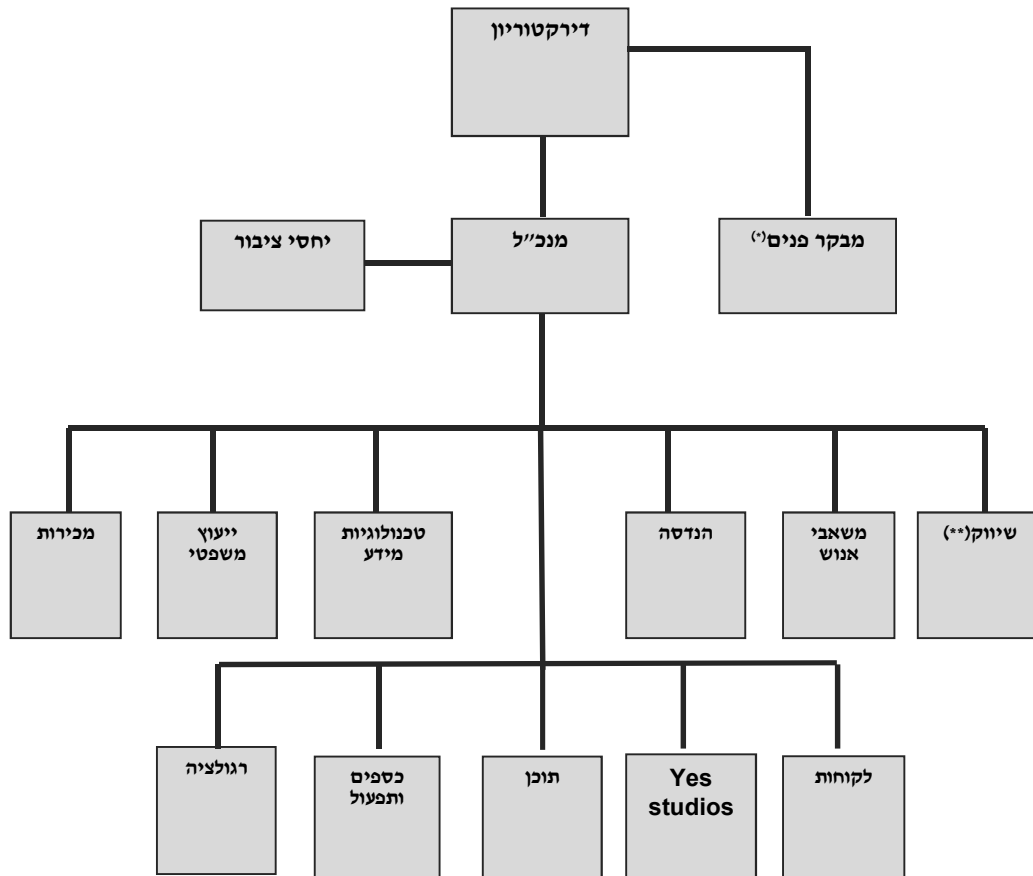 דירקטוריון
מבקר פנים(*)
מנכ"ל
יחסי ציבור
שיווק(**)
משאבי
אנוש
הנדסה
טכנולוגיות
מידע
ייעוץ
משפטי
מכירות
לקוחות
Yes
studios
תוכן
כספים
ותפעול
רגולציה